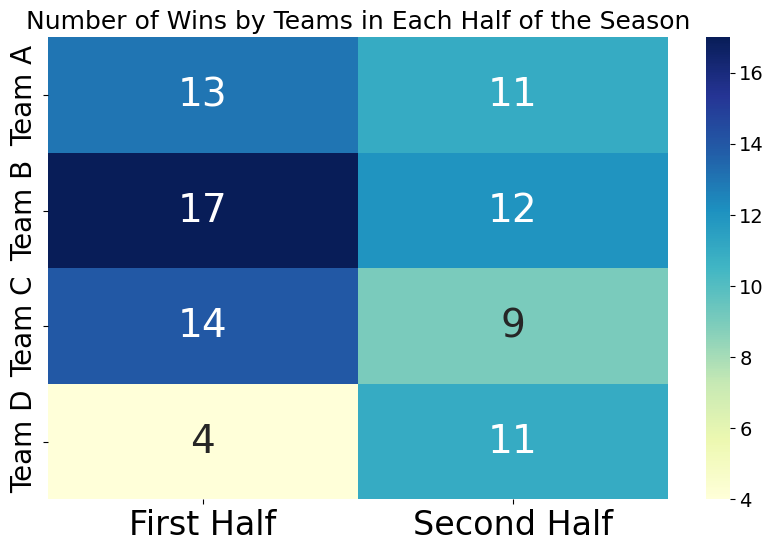 Number of Wins by Teams in Each Half of the Season
Team A
13
11
Team B
17
12
Team C
14
9
Team D
4
11
First Half
Second Half
16
14
12
10
8
6
4